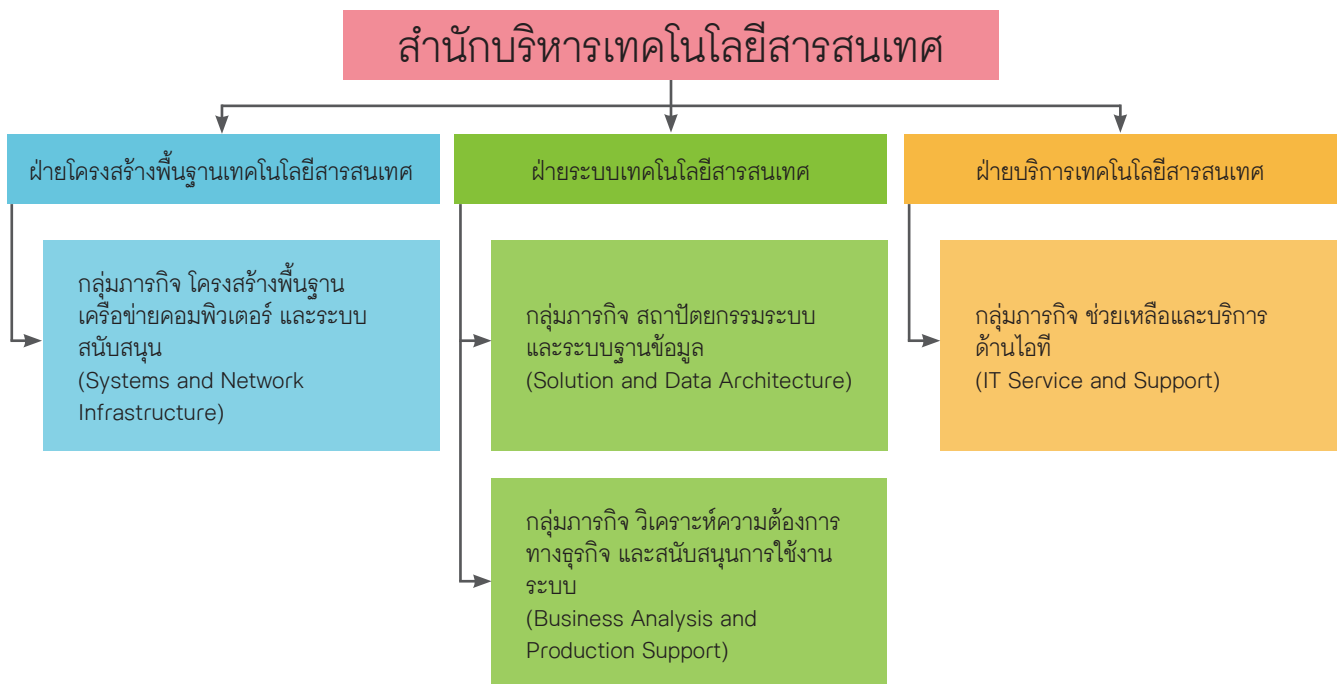 สำนักบริหารเทคโนโลยีสารสนเทศ
ฝ่ายโครงสร้างพื้นฐานเทคโนโลยีสารสนเทศ
ฝ่ายระบบเทคโนโลยีสารสนเทศ
ฝ่ายบริการเทคโนโลยีสารสนเทศ
กลุ่มภารกิจ โครงสร้างพื้นฐาน
เครือข่ายคอมพิวเตอร์ และระบบ
สนับสนุน
(Systems and Network
Infrastructure)
กลุ่มภารกิจ สถาปัตยกรรมระบบ
และระบบฐานข้อมูล
(Solution and Data Architecture)
กลุ่มภารกิจ ช่วยเหลือและบริการ
ด้านไอที
(IT Service and Support)
กลุ่มภารกิจ วิเคราะห์ความต้องการ
ทางธุรกิจ และสนับสนุนการใช้งาน
ระบบ
(Business Analysis and
Production Support)